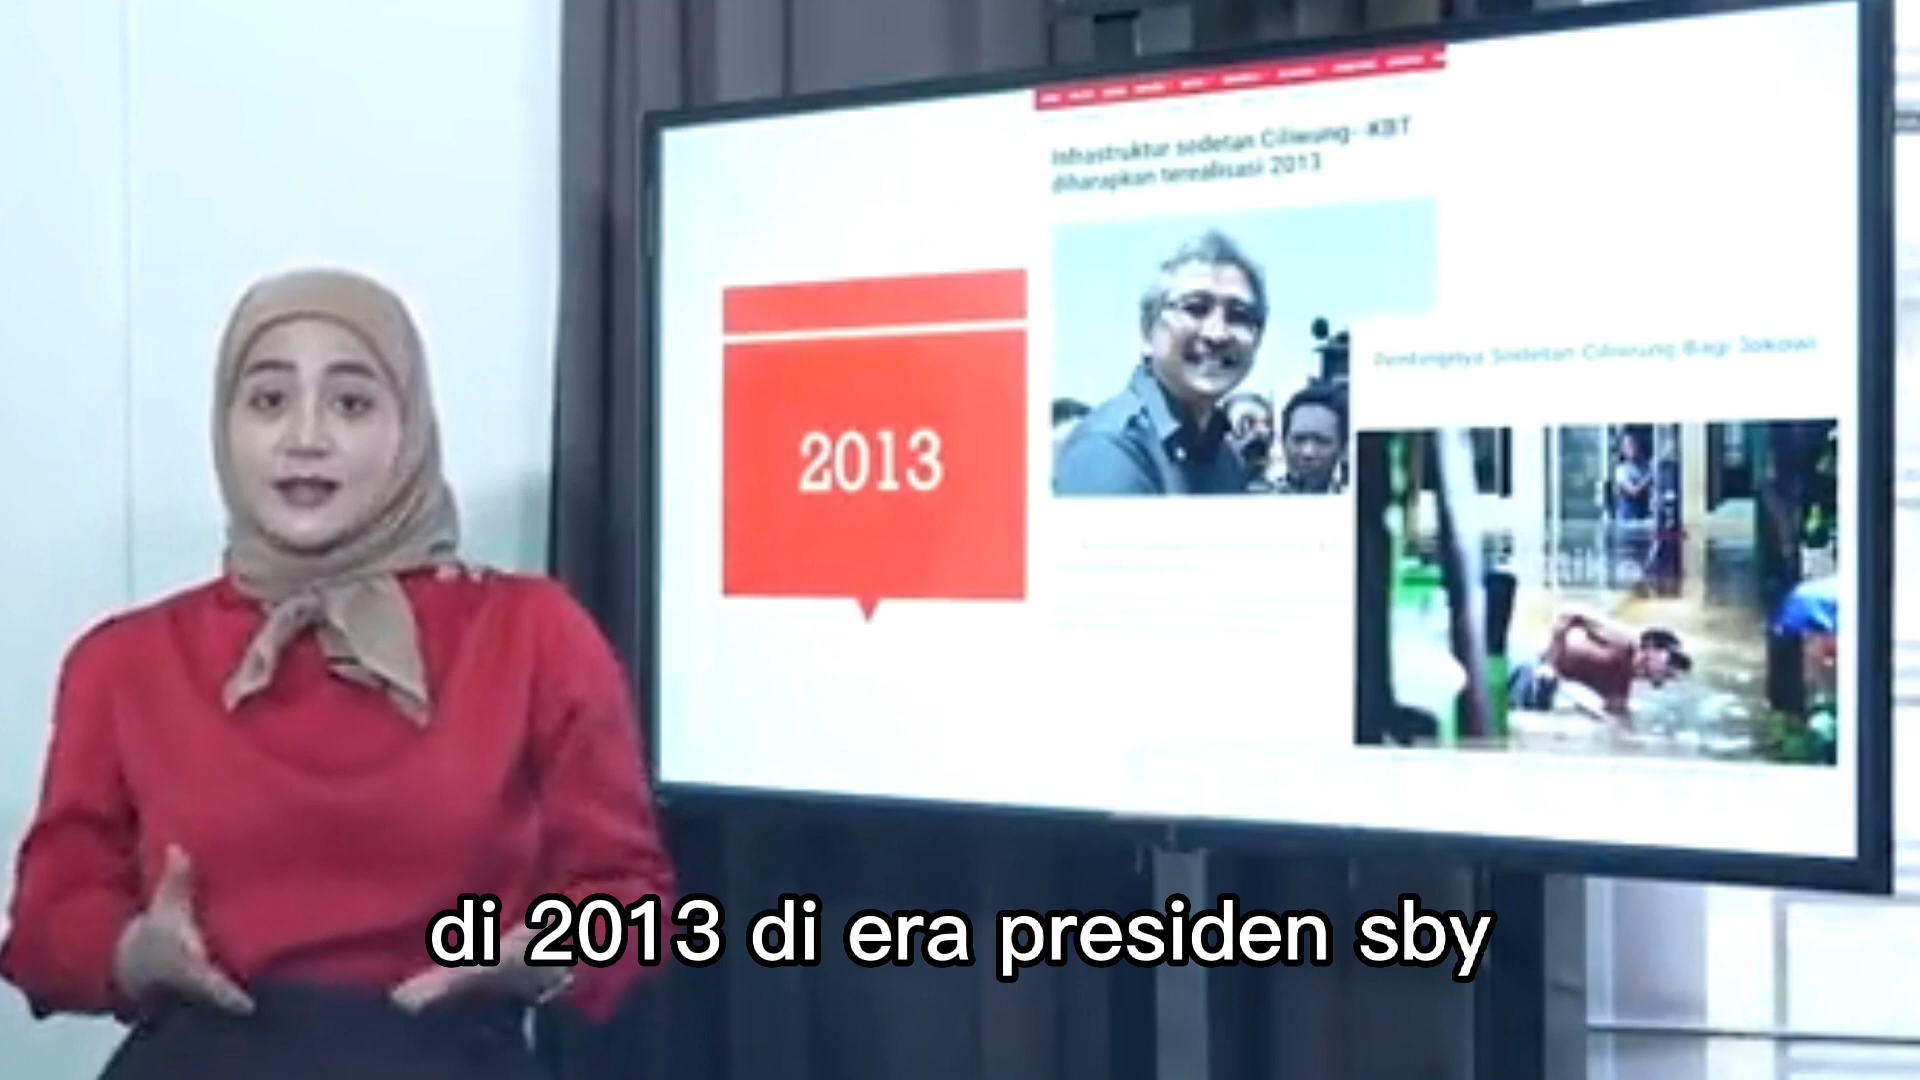 Infrastruktur sodetan Ciliwung--KBT
diharapkan terealisasi 2013
2013
Pentingnya Sodetan Ciliwung Bagi Jokowi
di 2013 di era presiden sby